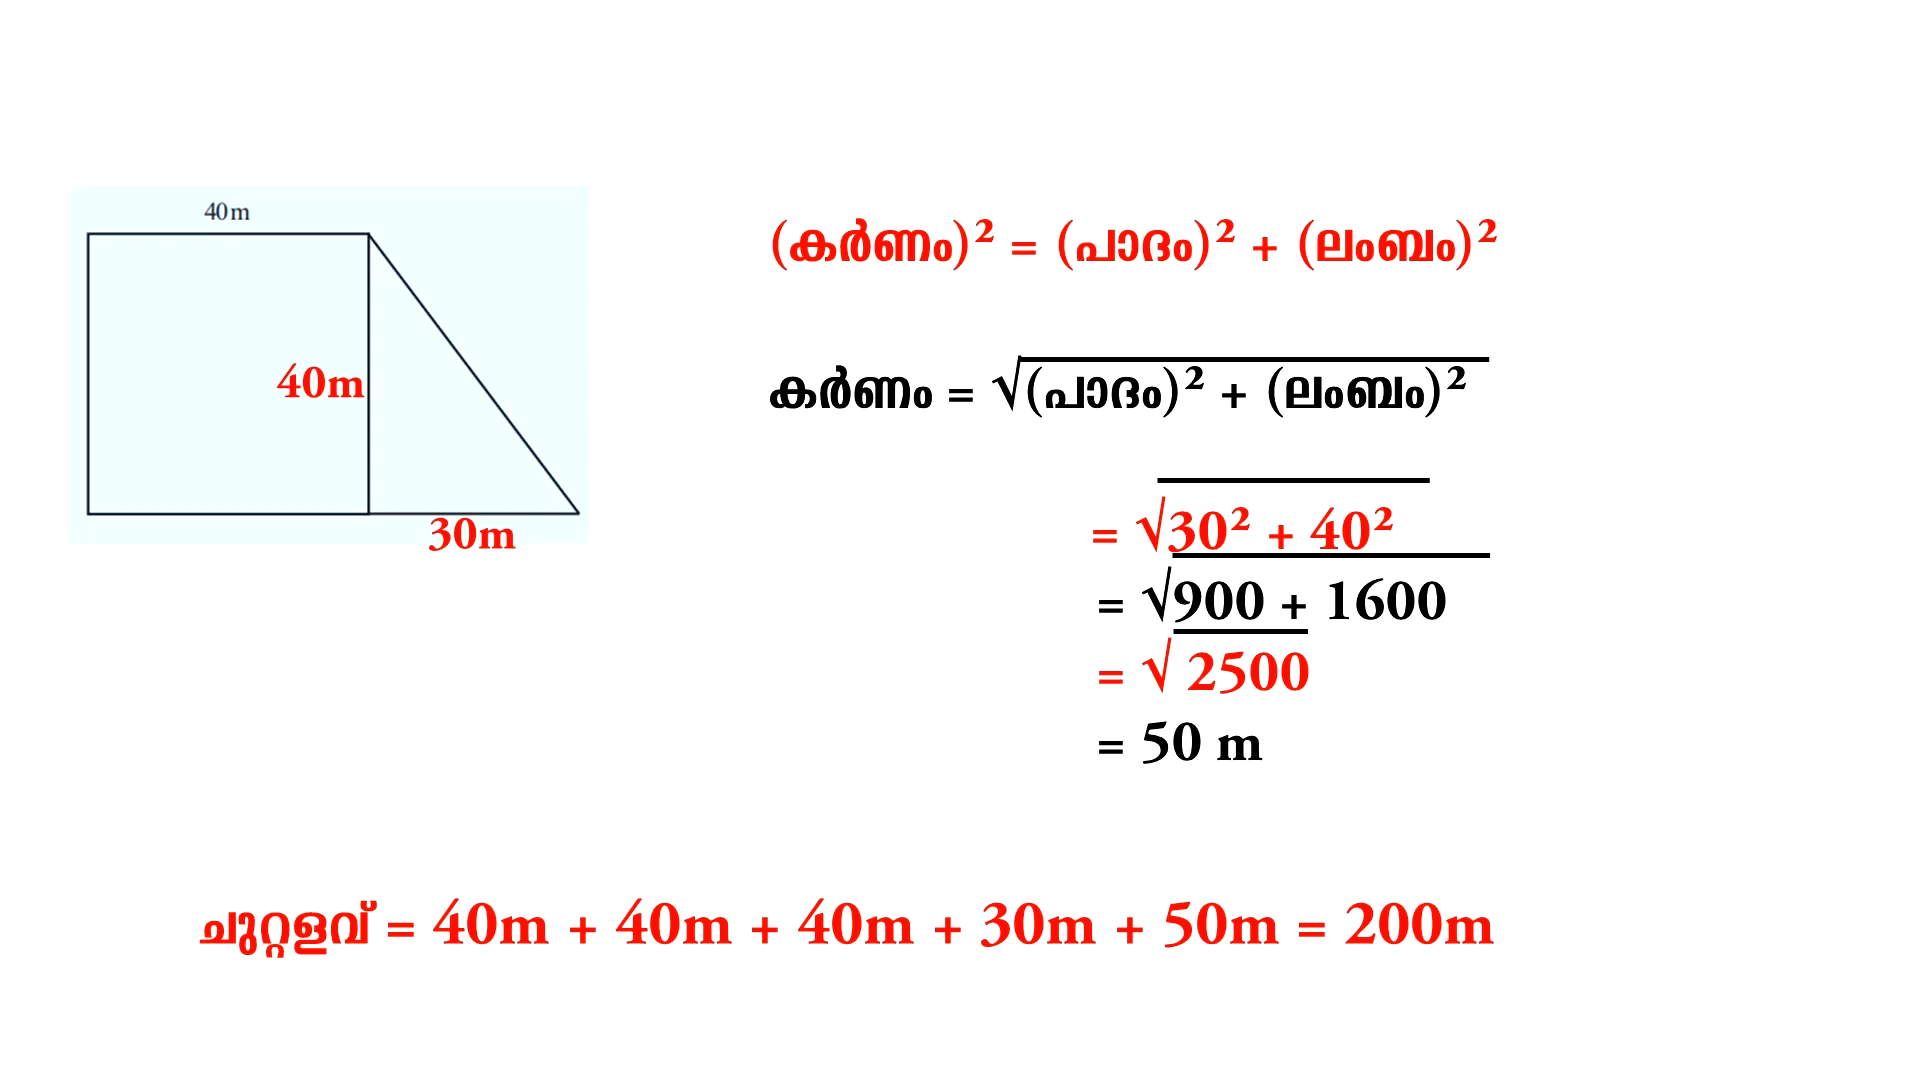 40m
40m
30m
(കർണം)² = (പാദം)² + (ലംബം)²
കർണം = √(പാദം)² + (ലംബം)²
= √30² + 40²
= √900 + 1600
= √ 2500
= 50 m
ചുറ്റളവ് = 40m + 40m + 40m + 30m + 50m = 200m